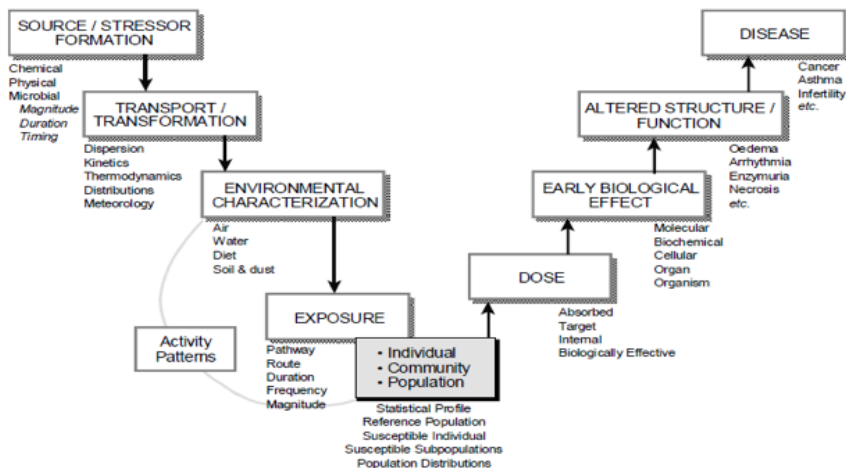 SOURCE / STRESSOR
FORMATION
Chemical
Physical
Microbial
Magnitude
Duration
Timing
TRANSPORT /
TRANSFORMATION
Dispersion
Kinetics
Thermodynamics
Distributions
Meteorology
ENVIRONMENTAL
CHARACTERIZATION
Air
Water
Diet
Soil & dust
Activity
Patterns
EXPOSURE
Pathway
Route
Duration
Frequency
Magnitude
• Individual
• Community
• Population
Statistical Profile
Reference Population
Susceptible Individual
Susceptible Subpopulations
Population Distributions
DOSE
Absorbed
Target
Internal
Biologically Effective
EARLY BIOLOGICAL
EFFECT
Molecular
Biochemical
Cellular
Organ
Organism
ALTERED STRUCTURE /
FUNCTION
Oedema
Arrhythmia
Enzymuria
Necrosis
etc.
DISEASE
Cancer
Asthma
Infertility
etc.